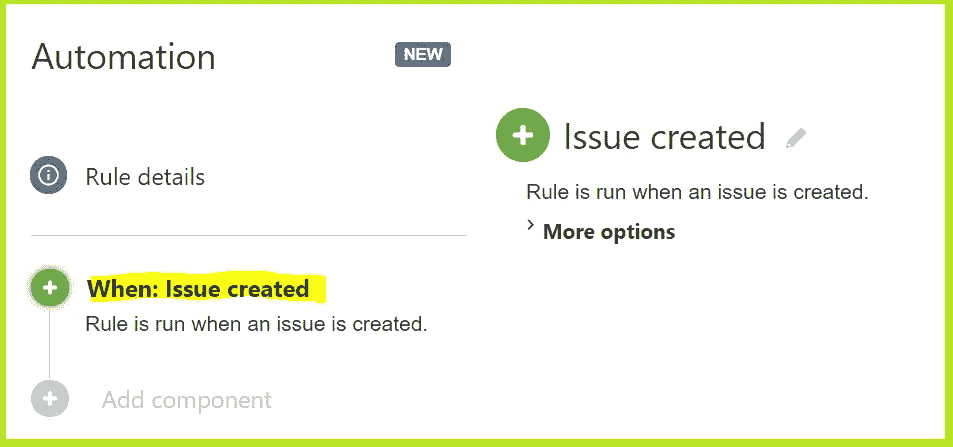 Automation
NEW
Rule details
When: Issue created
Rule is run when an issue is created.
Add component
Issue created
Rule is run when an issue is created.
More options